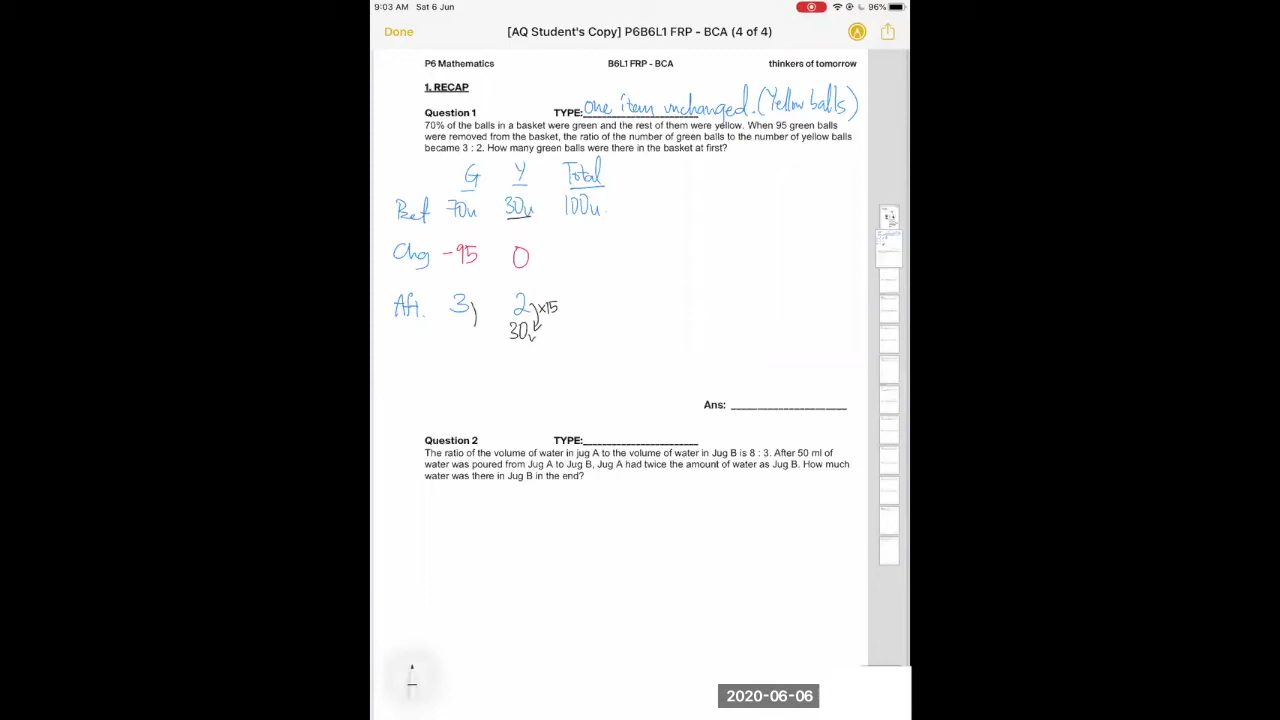 9:03 AM Sat 6 Jun
96%
Done
[AQ Student's Copy] P6B6L1 FRP - BCA (4 of 4)
P6 Mathematics B6L1 FRP - BCA thinkers of tomorrow
1. RECAP
Question 1 TYPE: One item unchanged. (Yellow balls)
70% of the balls in a basket were green and the rest of them were yellow. When 95 green balls
were removed from the basket, the ratio of the number of green balls to the number of yellow balls
became 3 : 2. How many green balls were there in the basket at first?
G Y Total
Bef 70u 30u 100u
Chg -95 0
Aft. 3 2 ×15
30u
Ans: ____________________
Question 2 TYPE:____________________
The ratio of the volume of water in jug A to the volume of water in Jug B is 8 : 3. After 50 ml of
water was poured from Jug A to Jug B, Jug A had twice the amount of water as Jug B. How much
water was there in Jug B in the end?
2020-06-06